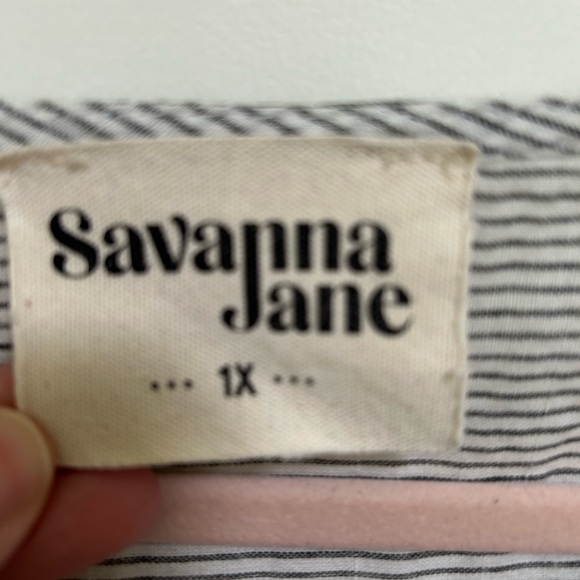 Savanna
Jane
••• 1X •••